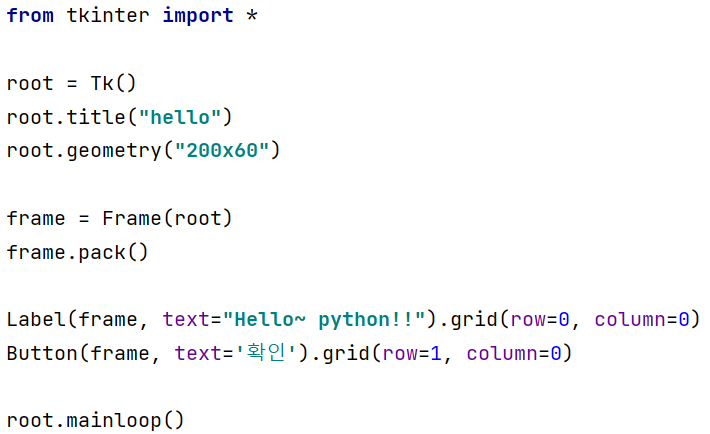 from tkinter import *
root = Tk()
root.title("hello")
root.geometry("200x60")
frame = Frame(root)
frame.pack()
Label(frame, text="Hello~ python!!").grid(row=0, column=0)
Button(frame, text='확인').grid(row=1, column=0)
root.mainloop()